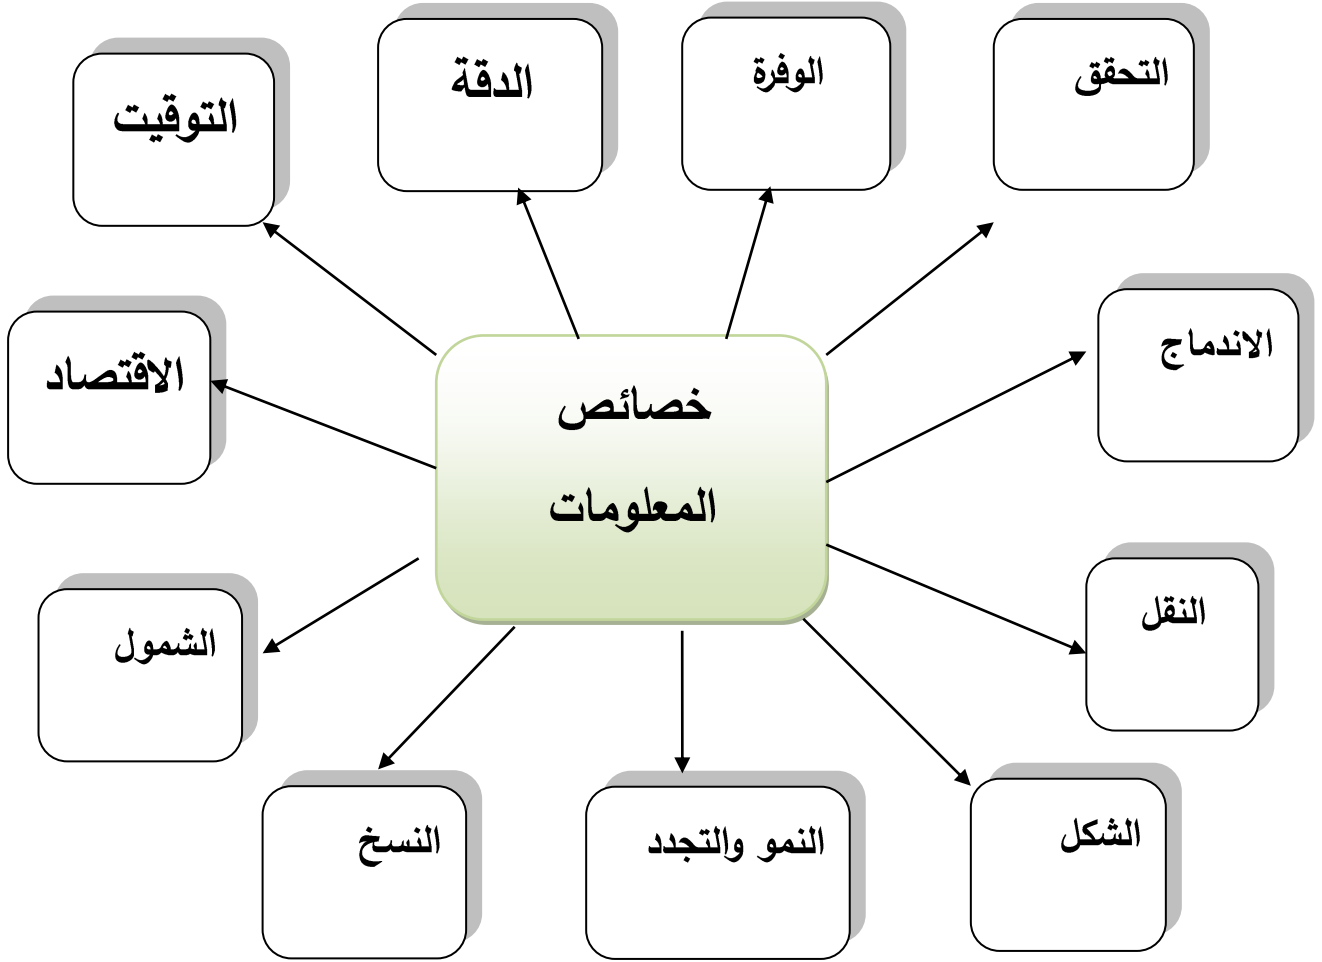 التحقق
الوفرة
الدقة
التوقيت
الاندماج
الاقتصاد
خصائص
المعلومات
النقل
الشمول
الشكل
النمو والتجدد
النسخ